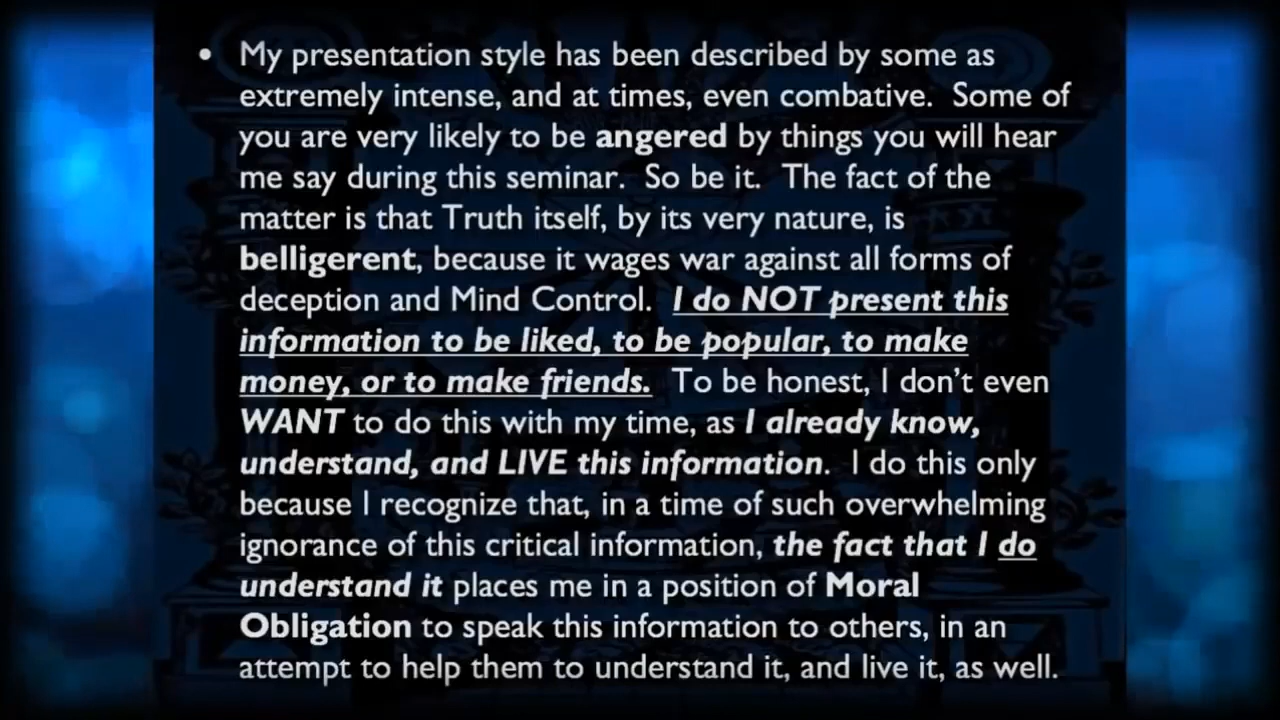 • My presentation style has been described by some as
extremely intense, and at times, even combative. Some of
you are very likely to be angered by things you will hear
me say during this seminar. So be it. The fact of the
matter is that Truth itself, by its very nature, is
belligerent, because it wages war against all forms of
deception and Mind Control. I do NOT present this
information to be liked, to be popular, to make
money, or to make friends. To be honest, I don’t even
WANT to do this with my time, as I already know,
understand, and LIVE this information. I do this only
because I recognize that, in a time of such overwhelming
ignorance of this critical information, the fact that I do
understand it places me in a position of Moral
Obligation to speak this information to others, in an
attempt to help them to understand it, and live it, as well.